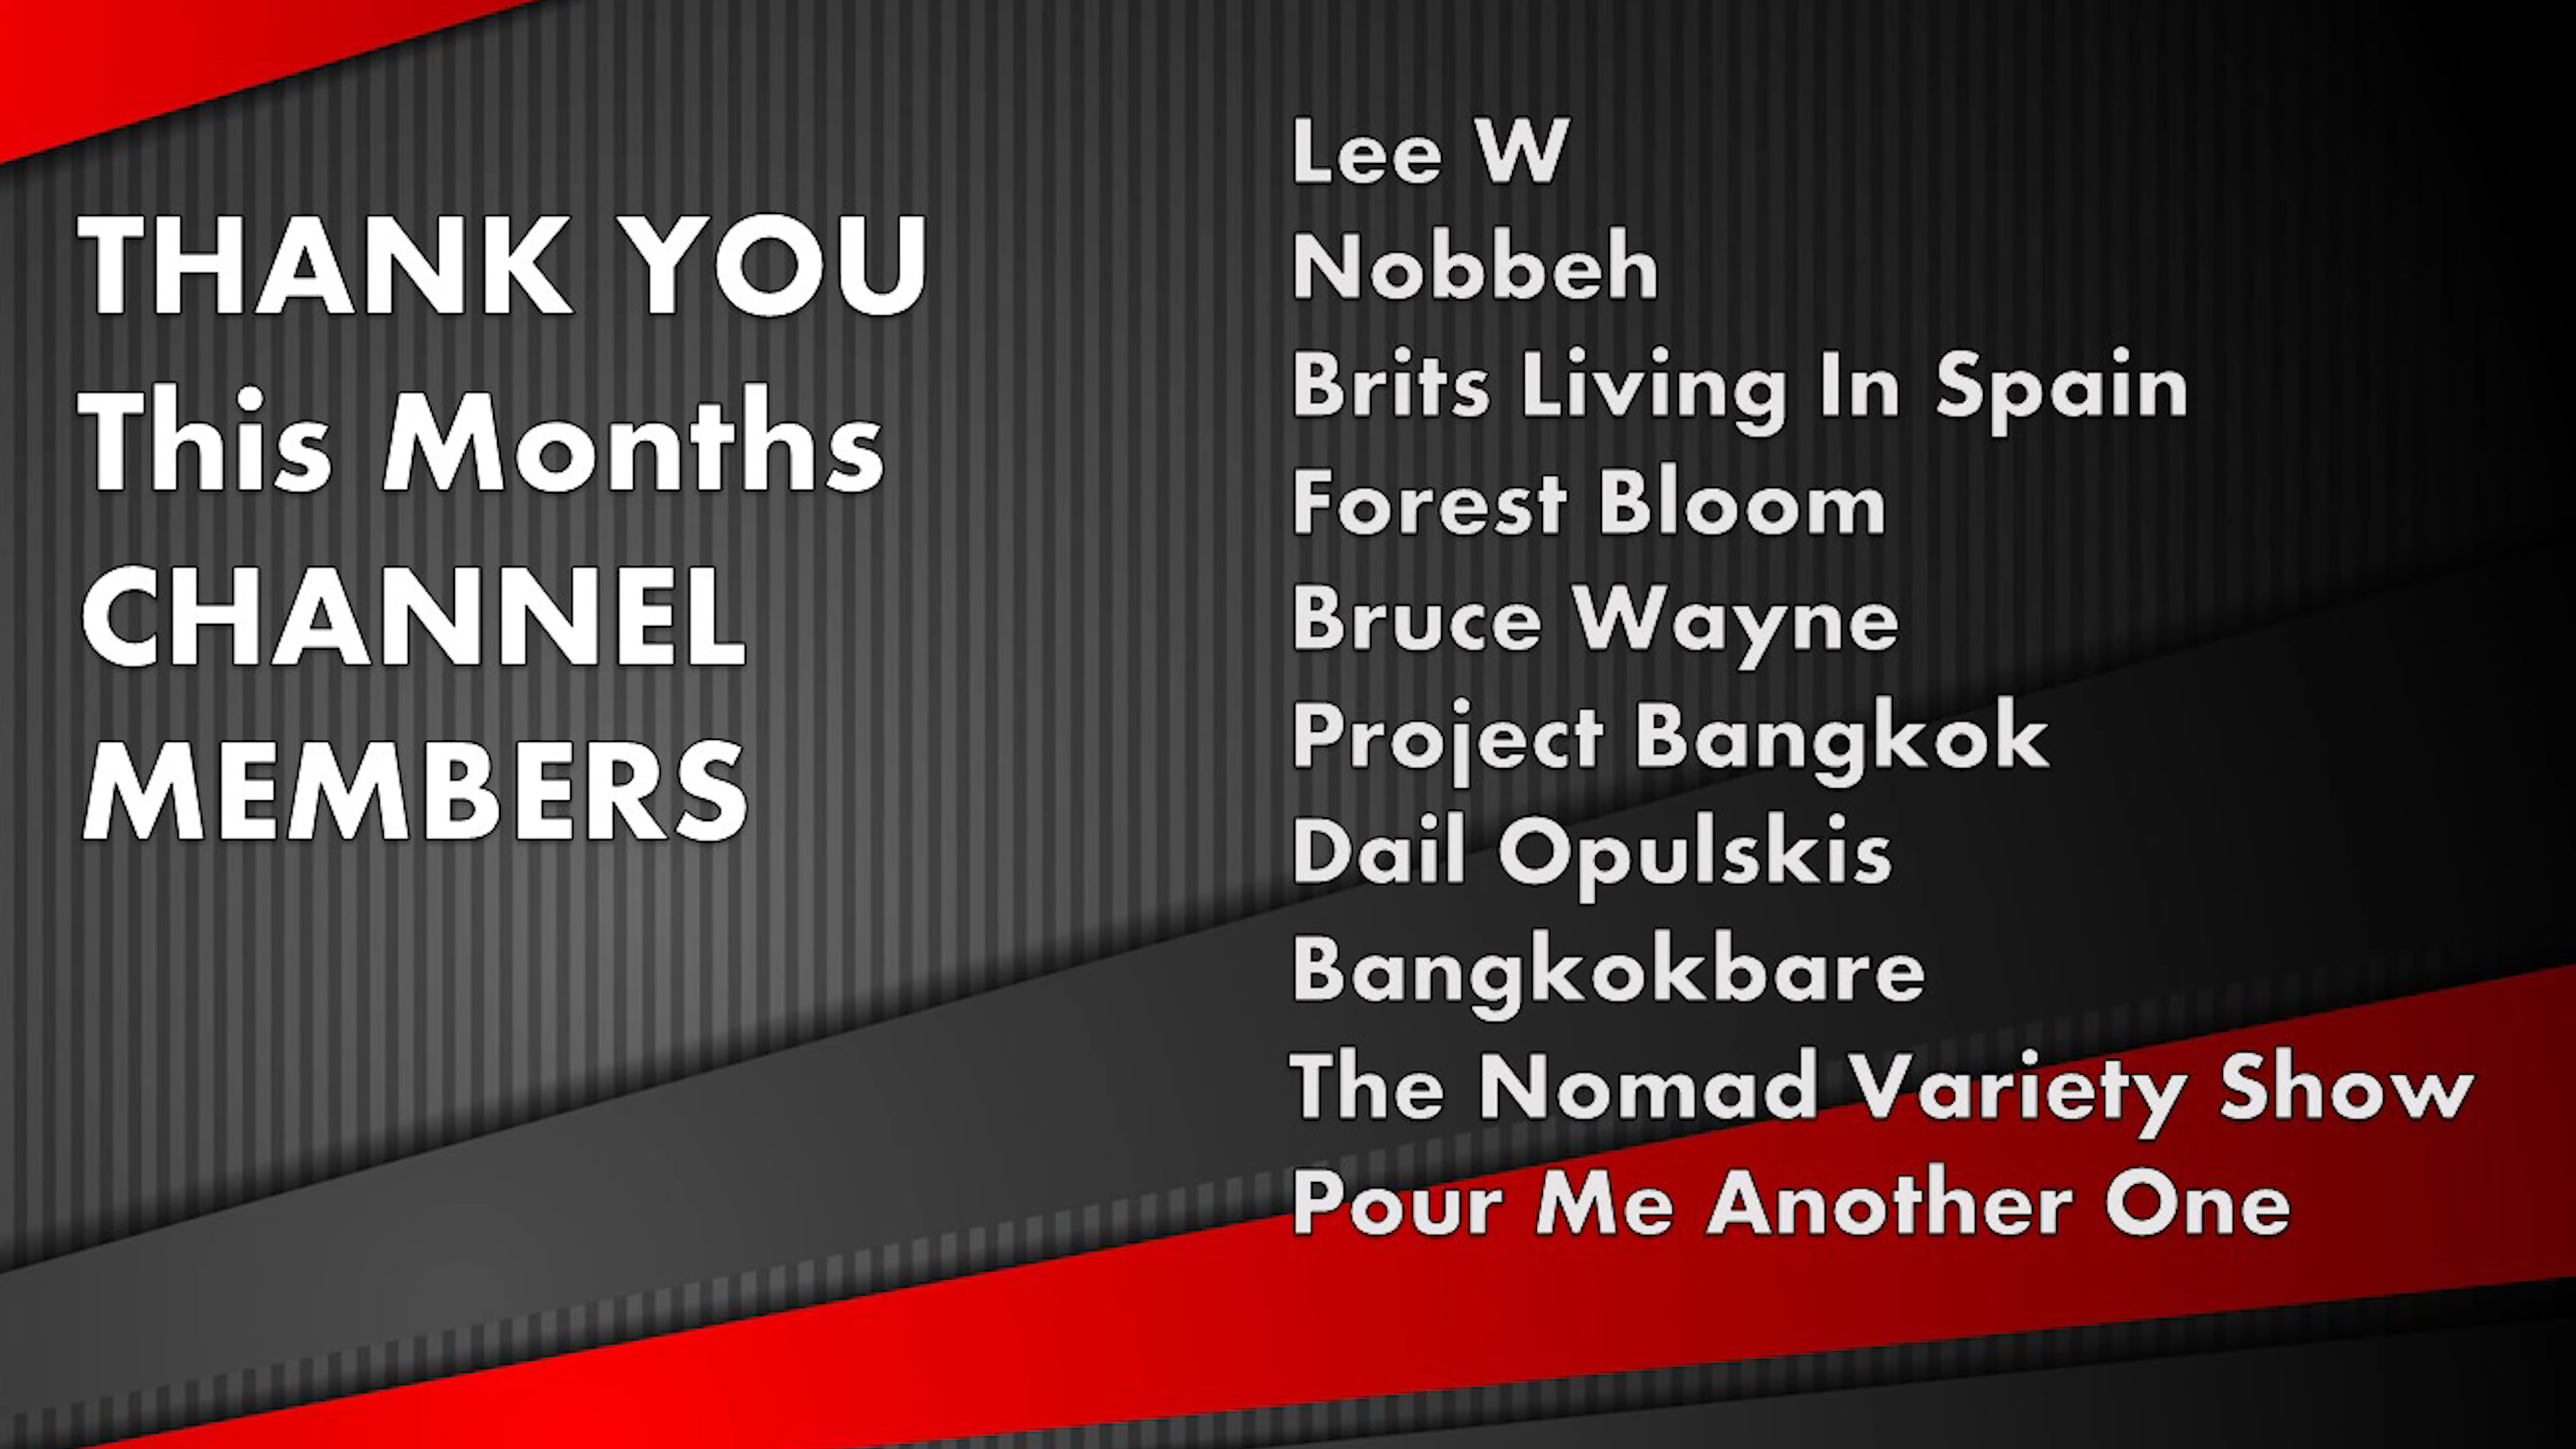 THANK YOU
This Months
CHANNEL
MEMBERS
Lee W
Nobbeh
Brits Living In Spain
Forest Bloom
Bruce Wayne
Project Bangkok
Dail Opulskis
Bangkokbare
The Nomad Variety Show
Pour Me Another One